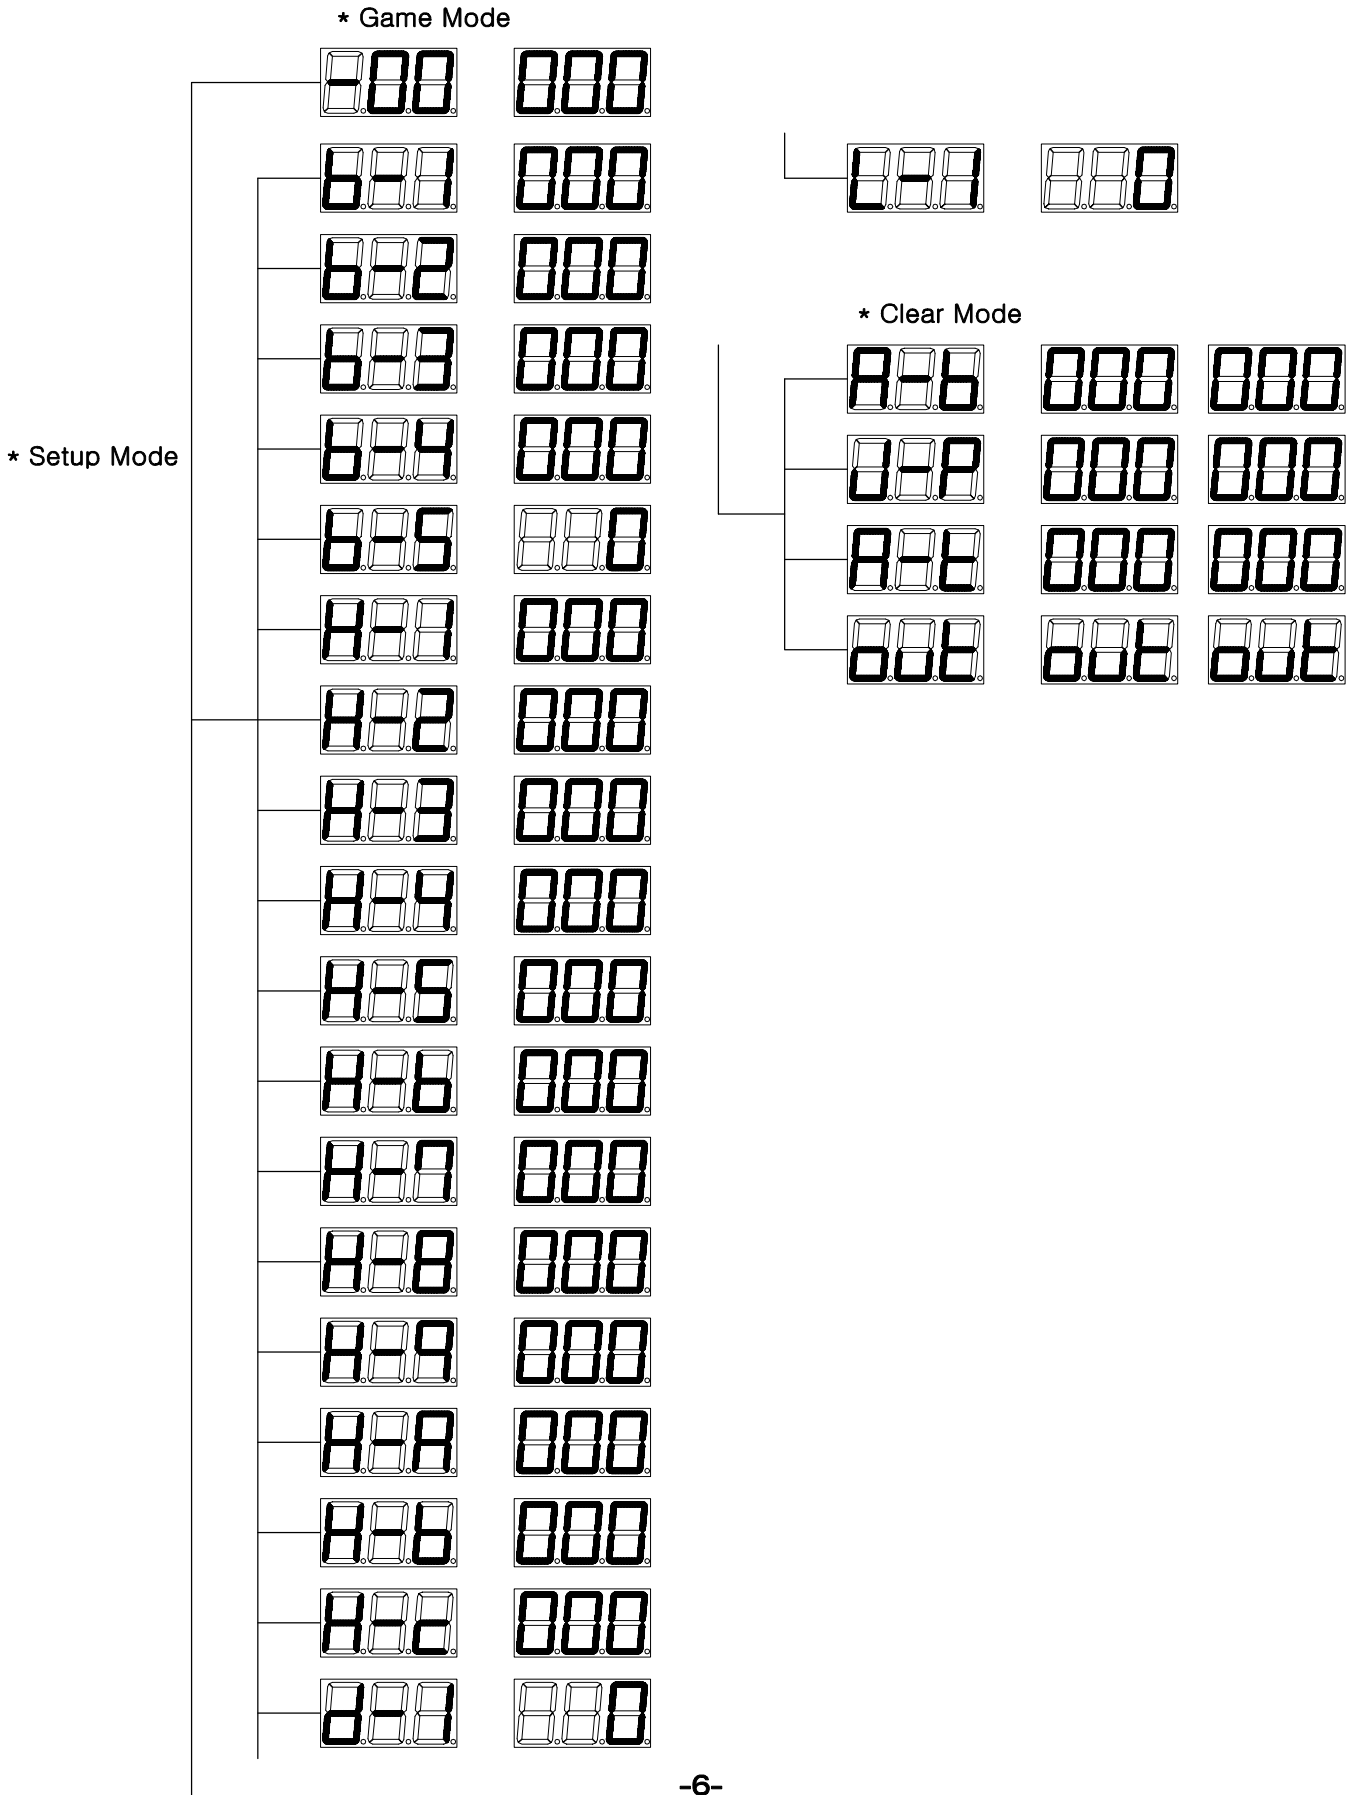 * Game Mode
-00 000
b-1 000
b-2 000
b-3 000
b-4 000
* Setup Mode
b-5 0
H-1 000
H-2 000
H-3 000
H-4 000
H-5 000
H-6 000
H-7 000
H-8 000
H-9 000
H-A 000
H-b 000
H-c 000
d-1 0
L-1 0
* Clear Mode
A-b 000 000
J-P 000 000
A-t 000 000
out out out
-6-